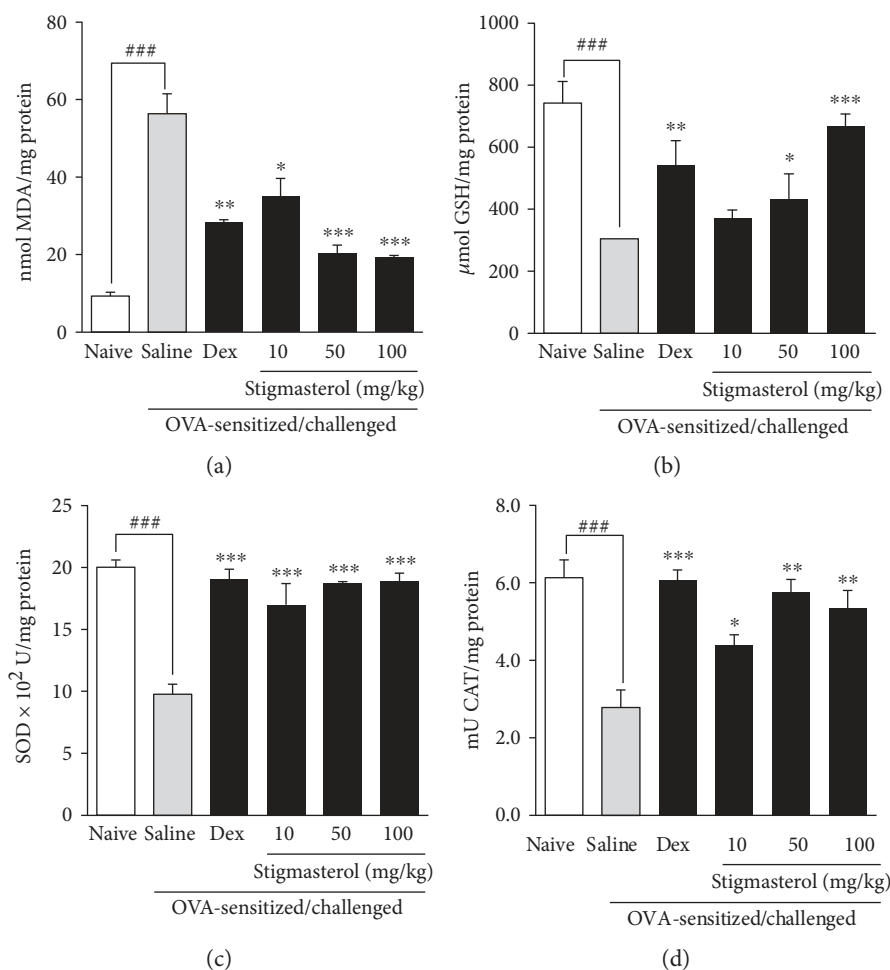 80
60
40
20
0
nmol MDA/mg protein
###
**
*
***
***
Naive Saline Dex 10 50 100
Stigmasterol (mg/kg)
OVA-sensitized/challenged
(a)
1000
800
600
400
200
0
μmol GSH/mg protein
###
**
*
***
Naive Saline Dex 10 50 100
Stigmasterol (mg/kg)
OVA-sensitized/challenged
(b)
25
20
15
10
5
0
SOD × 10² U/mg protein
###
***
***
***
***
Naive Saline Dex 10 50 100
Stigmasterol (mg/kg)
OVA-sensitized/challenged
(c)
8.0
6.0
4.0
2.0
0.0
mU CAT/mg protein
###
***
*
**
**
Naive Saline Dex 10 50 100
Stigmasterol (mg/kg)
OVA-sensitized/challenged
(d)